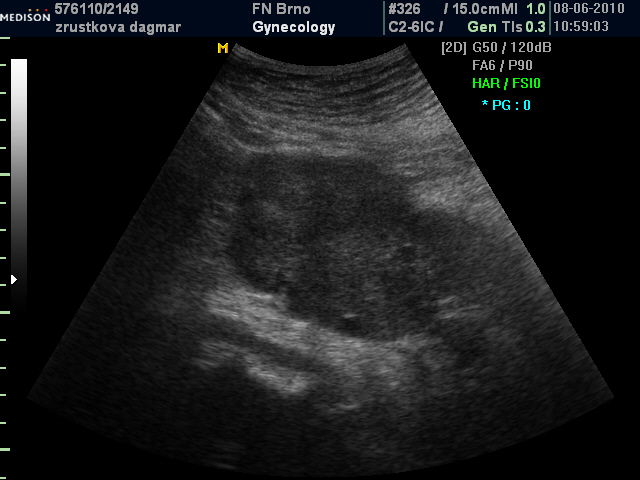 MEDISON 576110/2149 FN Brno #326 / 15.0cm MI 1.0 08-06-2010
zrustkova dagmar Gynecology C2-6IC / Gen TIs 0.3 10:59:03
M [2D] G50 / 120dB
FA6 / P90
HAR / FSI0
* PG : 0